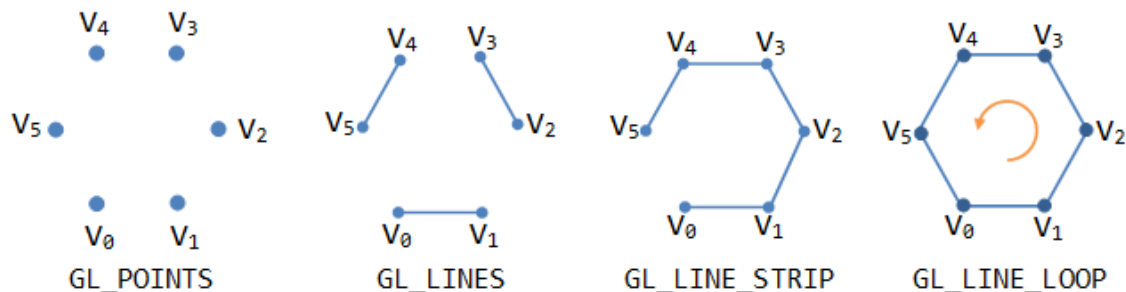 V₄ V₃
V₅ V₂
V₀ V₁
GL_POINTS
V₄ V₃
V₅ V₂
V₀ V₁
GL_LINES
V₄ V₃
V₅ V₂
V₀ V₁
GL_LINE_STRIP
V₄ V₃
V₅ V₂
V₀ V₁
GL_LINE_LOOP